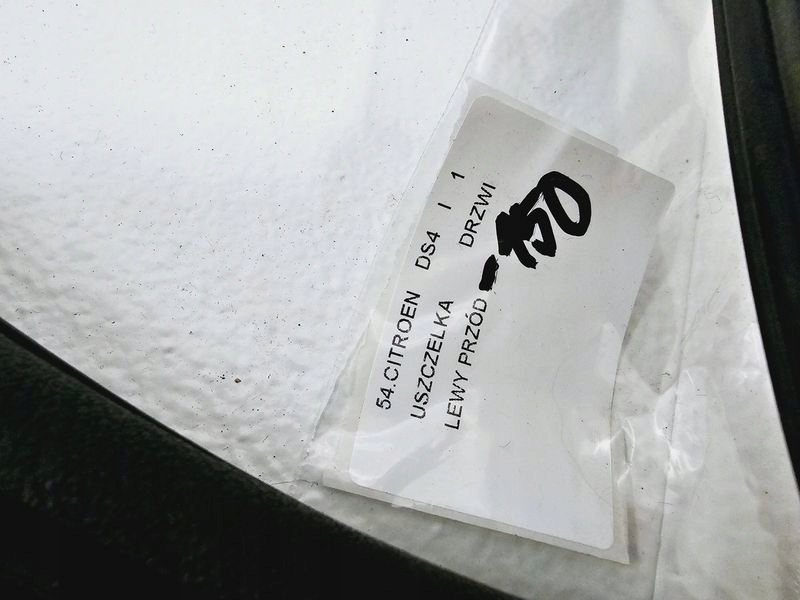 54.CITROEN DS4 I 1
USZCZELKA DRZWI
LEWY PRZÓD